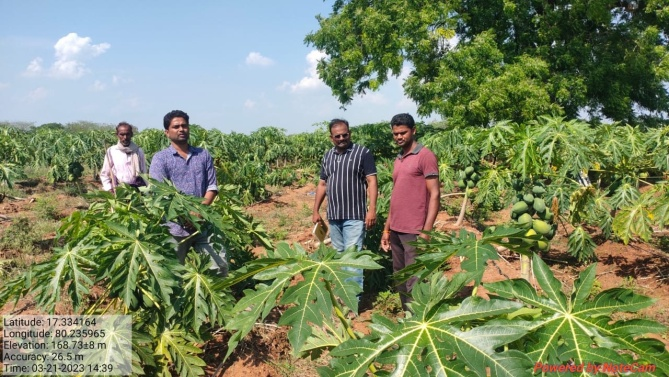 Latitude: 17.334164
Longitude: 80.235965
Elevation: 168.73±8 m
Accuracy: 26.5 m
Time: 03-21-2023 14:39
Powered by NoteCam